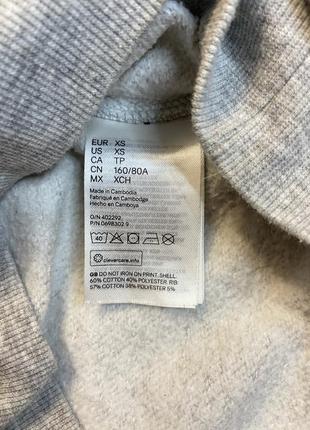 EUR XS
US XS
CA TP
CN 160/80A
MX XCH
Made in Cambodia
Fabriqué en Cambodge
Hecho en Camboya
O/N 402292
P/N 0698302 9
40
clevercare.info
GB DO NOT IRON ON PRINT. SHELL:
60% COTTON 40% POLYESTER. RIB:
57% COTTON 38% POLYESTER 5%